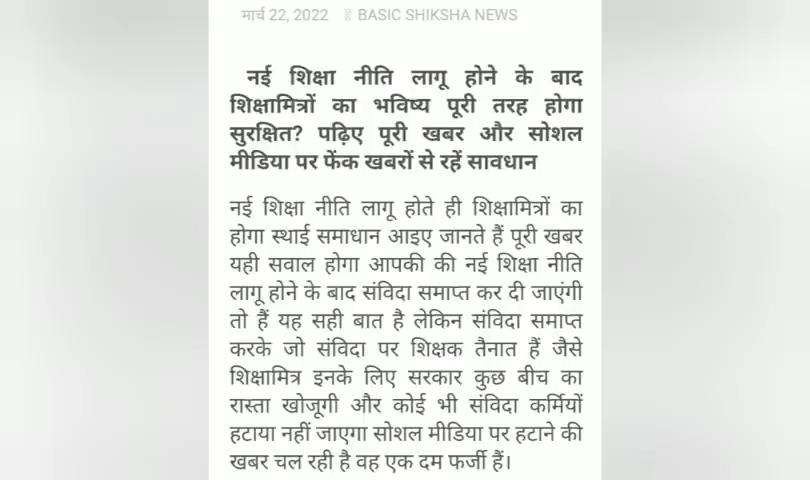 मार्च 22, 2022 BASIC SHIKSHA NEWS
नई शिक्षा नीति लागू होने के बाद
शिक्षामित्रों का भविष्य पूरी तरह होगा
सुरक्षित? पढ़िए पूरी खबर और सोशल
मीडिया पर फेंक खबरों से रहें सावधान
नई शिक्षा नीति लागू होते ही शिक्षामित्रों का
होगा स्थाई समाधान आइए जानते हैं पूरी खबर
यही सवाल होगा आपकी की नई शिक्षा नीति
लागू होने के बाद संविदा समाप्त कर दी जाएंगी
तो हैं यह सही बात है लेकिन संविदा समाप्त
करके जो संविदा पर शिक्षक तैनात हैं जैसे
शिक्षामित्र इनके लिए सरकार कुछ बीच का
रास्ता खोजूगी और कोई भी संविदा कर्मियों
हटाया नहीं जाएगा सोशल मीडिया पर हटाने की
खबर चल रही है वह एक दम फर्जी हैं।